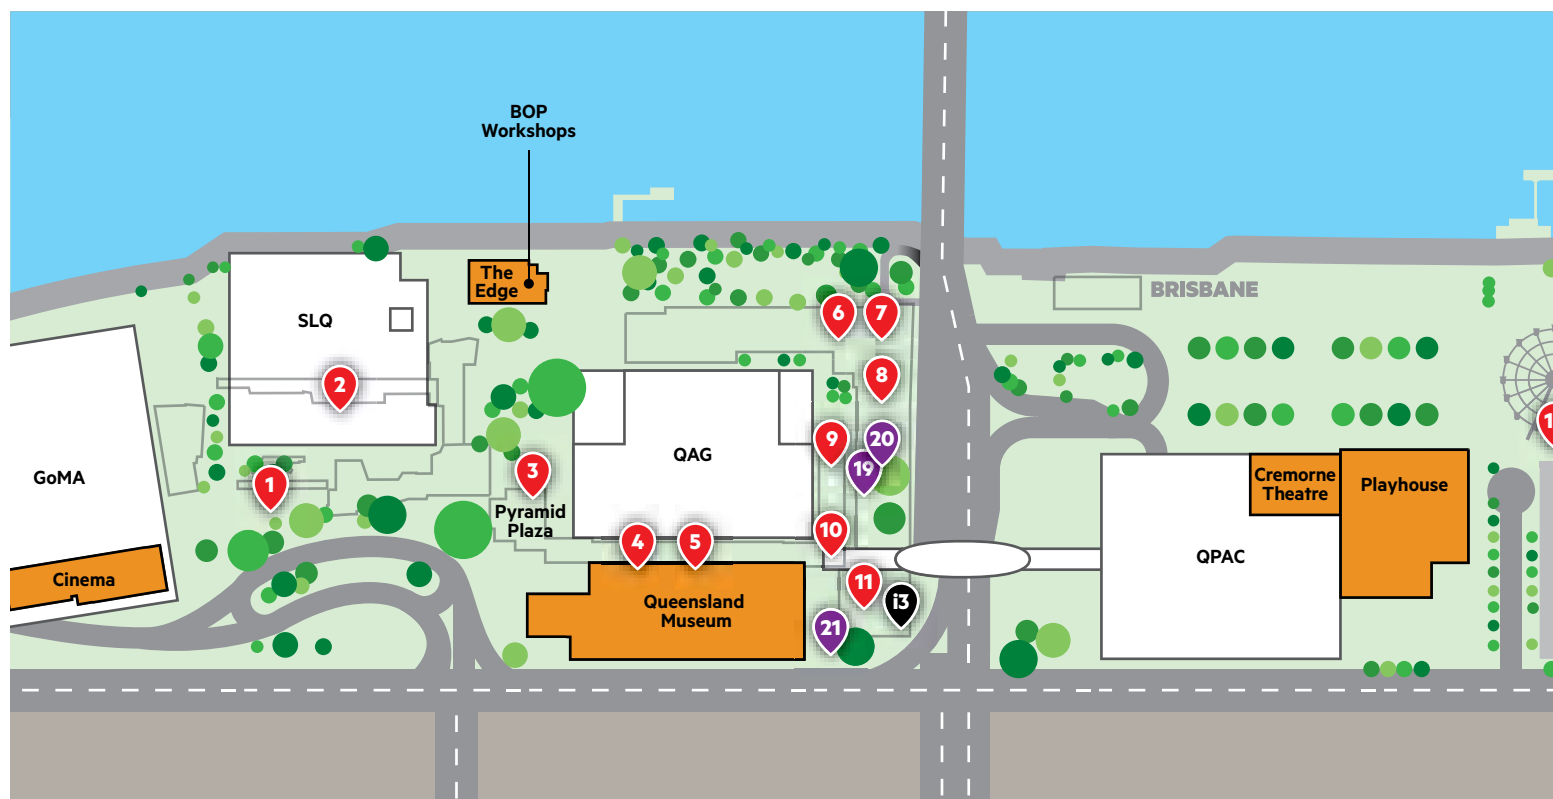 BOP
Workshops
The
Edge
SLQ
BRISBANE
6
7
2
8
9
20
19
GoMA
1
3
QAG
Cremorne
Theatre
Playhouse
Pyramid
Plaza
10
4
5
QPAC
Cinema
11
i3
Queensland
Museum
21